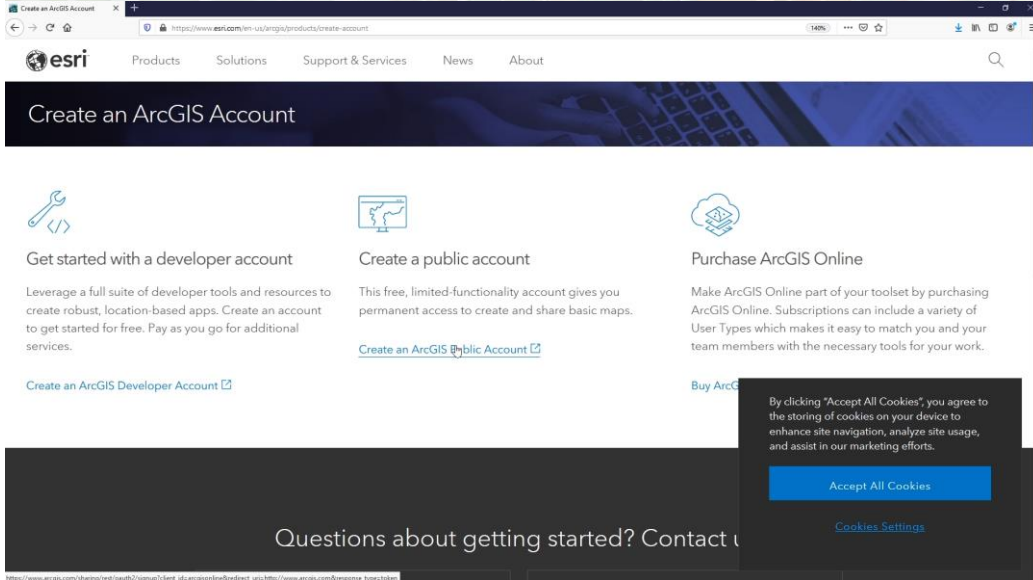 Create an ArcGIS Account
https://www.esri.com/en-us/arcgis/products/create-account
140%
esri
Products Solutions Support & Services News About
Create an ArcGIS Account
</>
Get started with a developer account
Leverage a full suite of developer tools and resources to
create robust, location-based apps. Create an account
to get started for free. Pay as you go for additional
services.
Create an ArcGIS Developer Account
Create a public account
This free, limited-functionality account gives you
permanent access to create and share basic maps.
Create an ArcGIS Public Account
Purchase ArcGIS Online
Make ArcGIS Online part of your toolset by purchasing
ArcGIS Online. Subscriptions can include a variety of
User Types which makes it easy to match you and your
team members with the necessary tools for your work.
Buy ArcG
By clicking “Accept All Cookies”, you agree to
the storing of cookies on your device to
enhance site navigation, analyze site usage,
and assist in our marketing efforts.
Accept All Cookies
Cookies Settings
Questions about getting started? Contact u